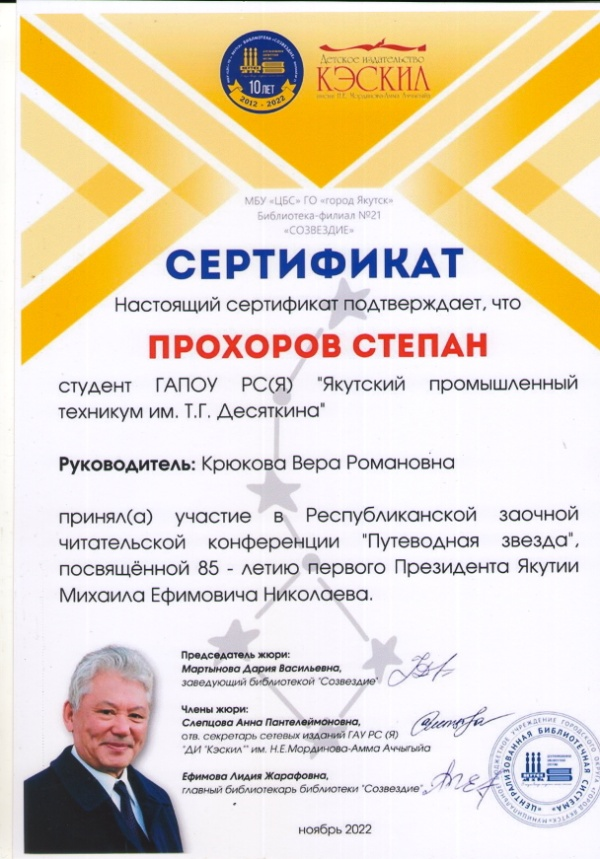 БИБЛИОТЕКА «СОЗВЕЗДИЕ»
10 ЛЕТ
2012 - 2022
Детское издательство
КЭСКИЛ
МБУ «ЦБС» ГО «город Якутск»
Библиотека-филиал №21
«СОЗВЕЗДИЕ»
СЕРТИФИКАТ
Настоящий сертификат подтверждает, что
ПРОХОРОВ СТЕПАН
студент ГАПОУ РС(Я) "Якутский промышленный
техникум им. Т.Г. Десяткина"
Руководитель: Крюкова Вера Романовна
принял(а) участие в Республиканской заочной
читательской конференции "Путеводная звезда",
посвящённой 85 - летию первого Президента Якутии
Михаила Ефимовича Николаева.
Председатель жюри:
Мартынова Дария Васильевна,
заведующий библиотекой "Созвездие"
Члены жюри:
Слепцова Анна Пантелеймоновна,
отв. секретарь сетевых изданий ГАУ РС (Я)
"ДИ "Кэскил"" им. Н.Е.Мординова-Амма Аччыгыйа
Ефимова Лидия Жарафовна,
главный библиотекарь библиотеки "Созвездие"
ЦЕНТРАЛИЗОВАННАЯ БИБЛИОТЕЧНАЯ СИСТЕМА
ноябрь 2022